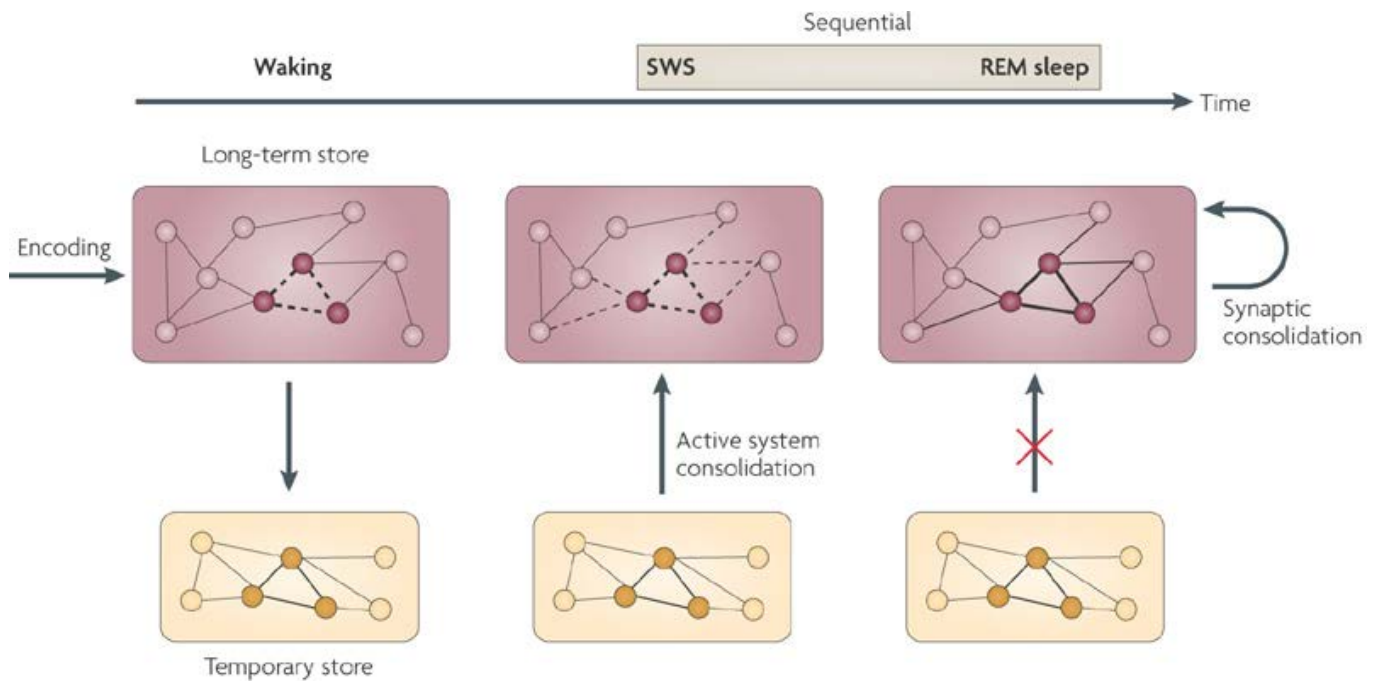 Sequential
Waking
SWS
REM sleep
Time
Long-term store
Encoding
Synaptic
consolidation
Active system
consolidation
Temporary store